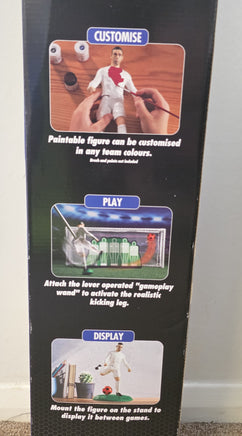 CUSTOMISE
Paintable figure can be customised
in any team colours.
Brush and paints not included
PLAY
Attach the lever operated "gameplay
wand" to activate the realistic
kicking leg.
DISPLAY
Mount the figure on the stand to
display it between games.